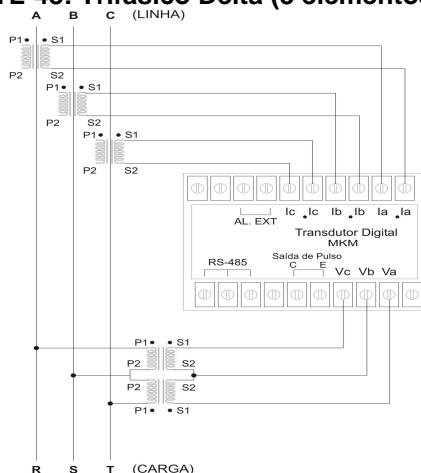 TL 48: Trifásico Delta (3 elementos
A B C (LINHA)
P1 S1
P2 S2
P1 S1
P2 S2
P1 S1
P2 S2
Ic Ic Ib Ib Ia Ia
AL. EXT
Transdutor Digital
MKM
RS-485
Saída de Pulso
C E
Vc Vb Va
P1 S1
P2 S2
P2 S2
P1 S1
R S T (CARGA)